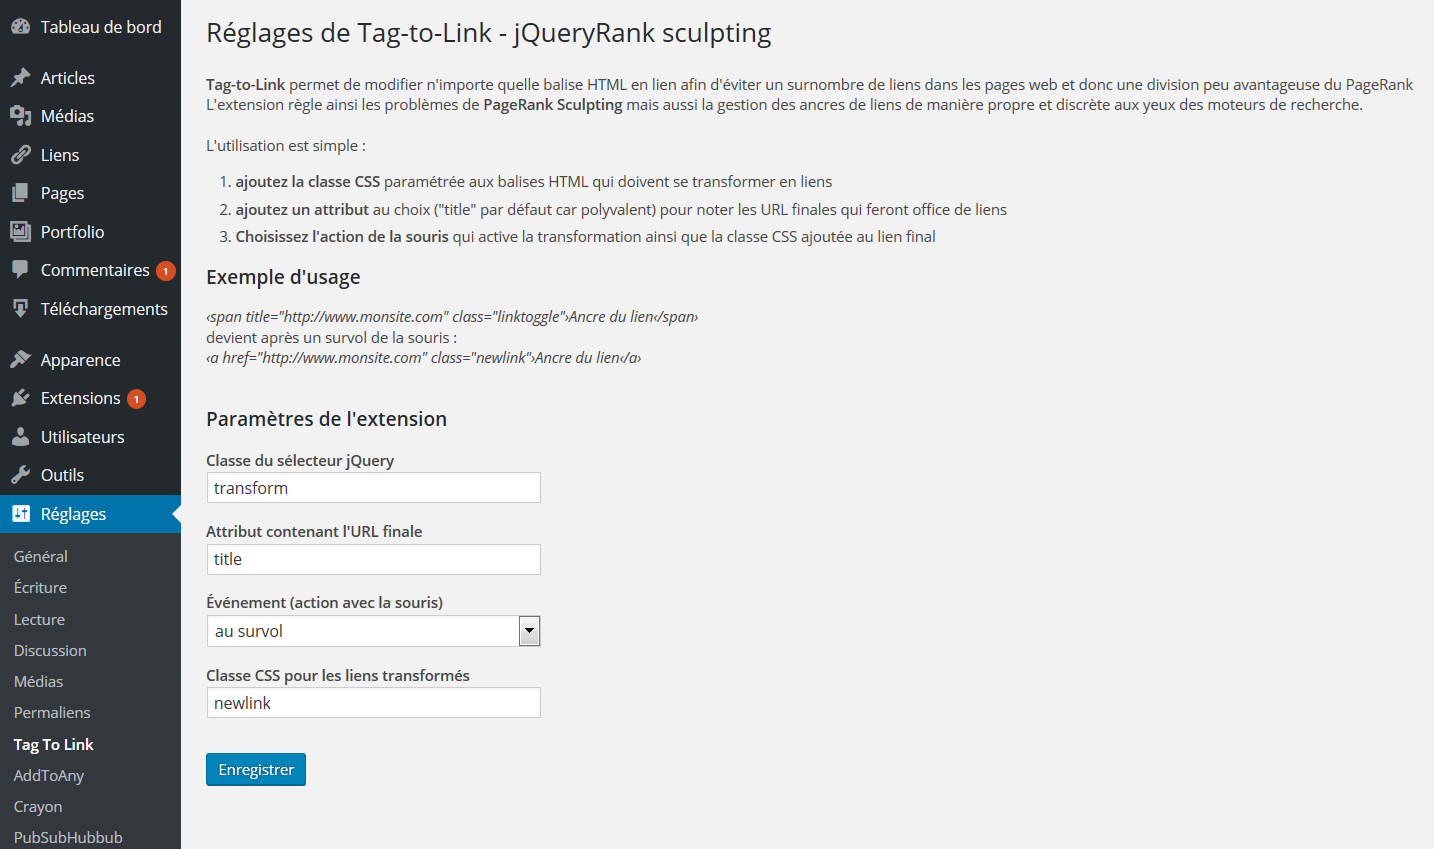 Tableau de bord
Articles
Médias
Liens
Pages
Portfolio
Commentaires 1
Téléchargements
Apparence
Extensions 1
Utilisateurs
Outils
Réglages
Général
Écriture
Lecture
Discussion
Médias
Permaliens
Tag To Link
AddToAny
Crayon
PubSubHubbub
Réglages de Tag-to-Link - jQueryRank sculpting
Tag-to-Link permet de modifier n'importe quelle balise HTML en lien afin d'éviter un surnombre de liens dans les pages web et donc une division peu avantageuse du PageRank
L'extension règle ainsi les problèmes de PageRank Sculpting mais aussi la gestion des ancres de liens de manière propre et discrète aux yeux des moteurs de recherche.
L'utilisation est simple :
1. ajoutez la classe CSS paramétrée aux balises HTML qui doivent se transformer en liens
2. ajoutez un attribut au choix ("title" par défaut car polyvalent) pour noter les URL finales qui feront office de liens
3. Choisissez l'action de la souris qui active la transformation ainsi que la classe CSS ajoutée au lien final
Exemple d'usage
‹span title="http://www.monsite.com" class="linktoggle"›Ancre du lien‹/span›
devient après un survol de la souris :
‹a href="http://www.monsite.com" class="newlink"›Ancre du lien‹/a›
Paramètres de l'extension
Classe du sélecteur jQuery
transform
Attribut contenant l'URL finale
title
Événement (action avec la souris)
au survol
Classe CSS pour les liens transformés
newlink
Enregistrer